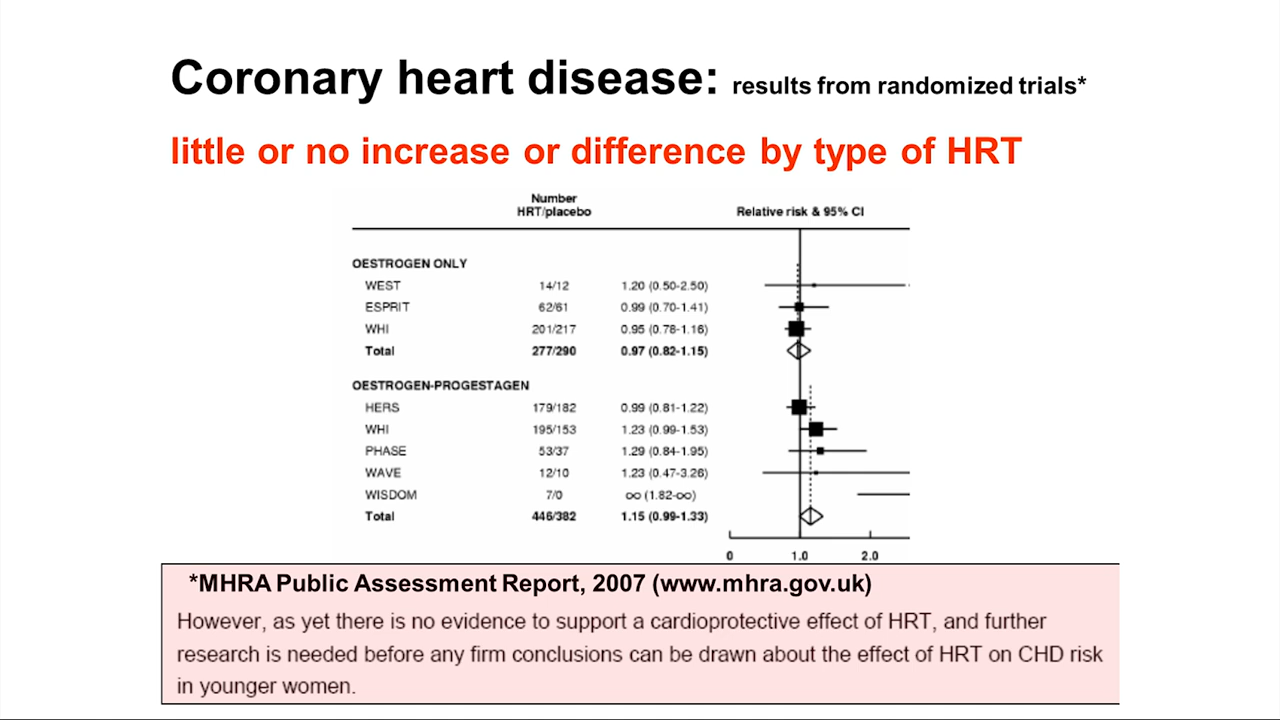 Coronary heart disease: results from randomized trials*
little or no increase or difference by type of HRT
Number
HRT/placebo
Relative risk & 95% CI
OESTROGEN ONLY
WEST 14/12 1.20 (0.50-2.50)
ESPRIT 62/61 0.99 (0.70-1.41)
WHI 201/217 0.95 (0.78-1.16)
Total 277/290 0.97 (0.82-1.15)
OESTROGEN-PROGESTAGEN
HERS 179/182 0.99 (0.81-1.22)
WHI 195/153 1.23 (0.99-1.53)
PHASE 53/37 1.29 (0.84-1.95)
WAVE 12/10 1.23 (0.47-3.26)
WISDOM 7/0 ∞ (1.82-∞)
Total 446/382 1.15 (0.99-1.33)
0 1.0 2.0
*MHRA Public Assessment Report, 2007 (www.mhra.gov.uk)
However, as yet there is no evidence to support a cardioprotective effect of HRT, and further
research is needed before any firm conclusions can be drawn about the effect of HRT on CHD risk
in younger women.